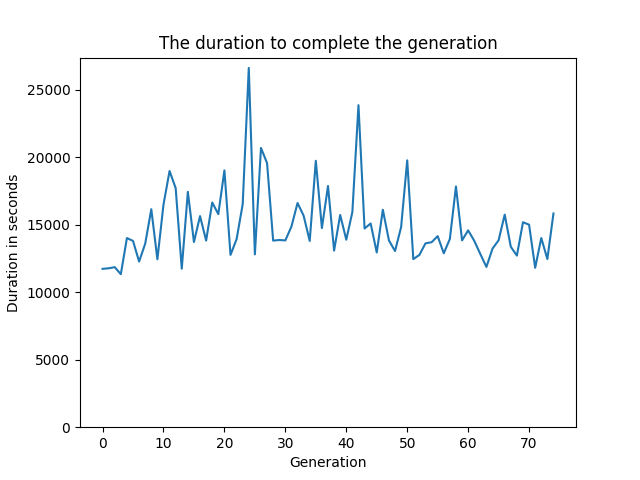 The duration to complete the generation
Duration in seconds
25000
20000
15000
10000
5000
0
0 10 20 30 40 50 60 70
Generation